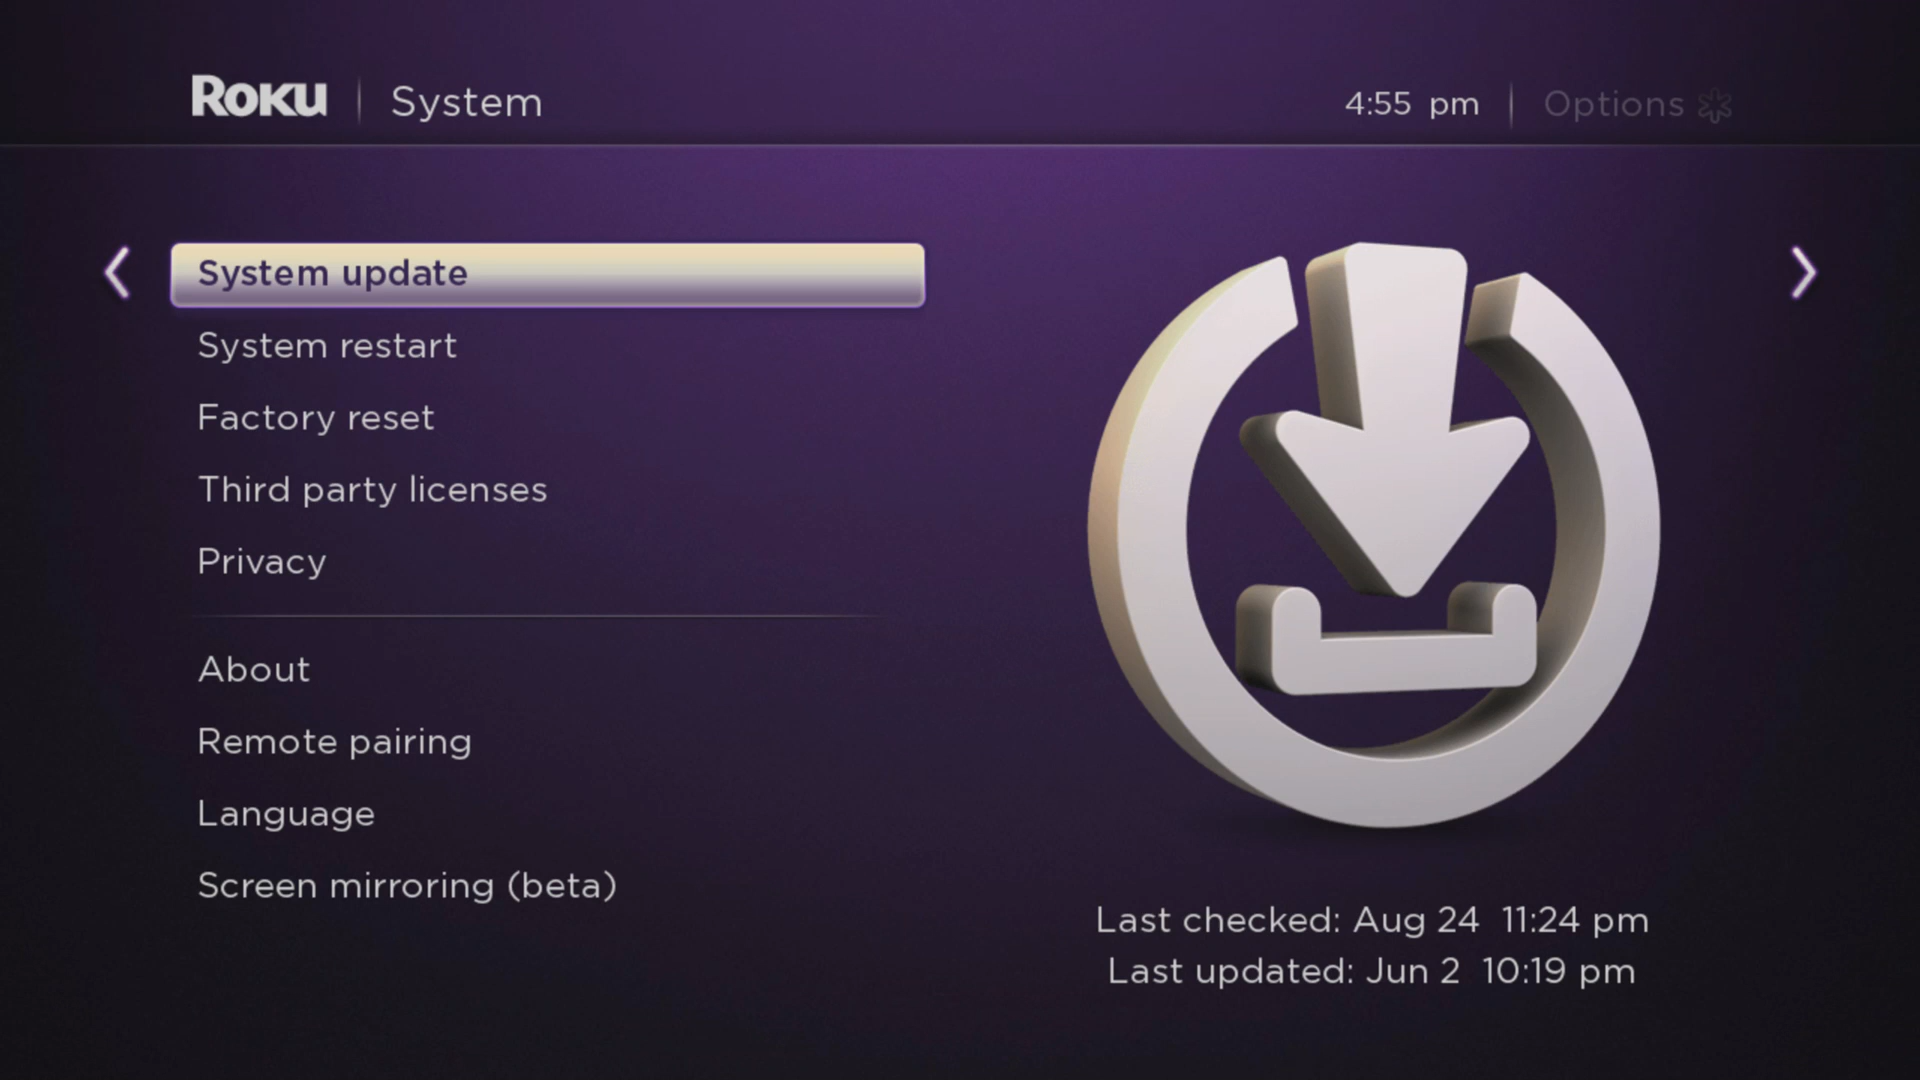 Roku
System
4:55 pm
Options
System update
System restart
Factory reset
Third party licenses
Privacy
About
Remote pairing
Language
Screen mirroring (beta)
Last checked: Aug 24 11:24 pm
Last updated: Jun 2 10:19 pm